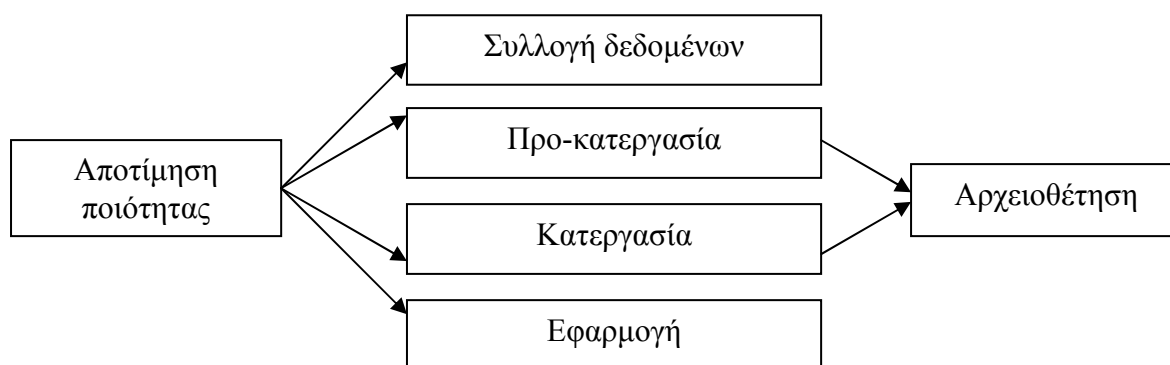 Συλλογή δεδομένων
Προ-κατεργασία
Αποτίμηση
ποιότητας
Αρχειοθέτηση
Κατεργασία
Εφαρμογή